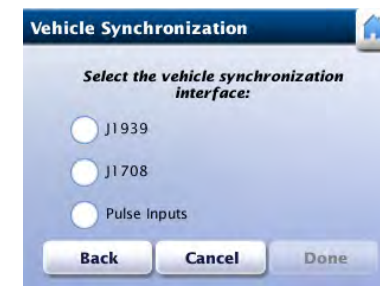 Vehicle Synchronization
Select the vehicle synchronization
interface:
J1939
J1708
Pulse Inputs
Back Cancel Done